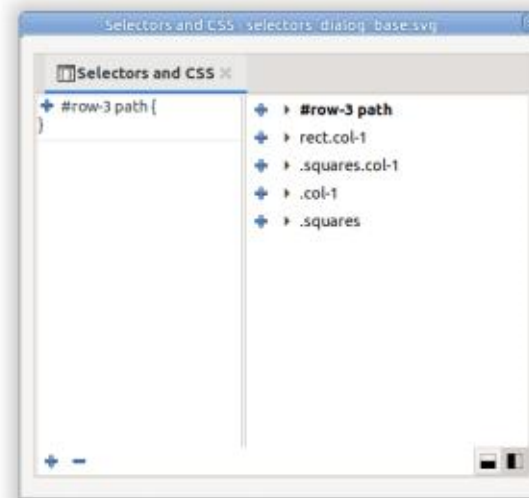 Selectors and CSS selectors_dialog_base.svg
Selectors and CSS
#row-3 path {
}
#row-3 path
rect.col-1
.squares.col-1
.col-1
.squares